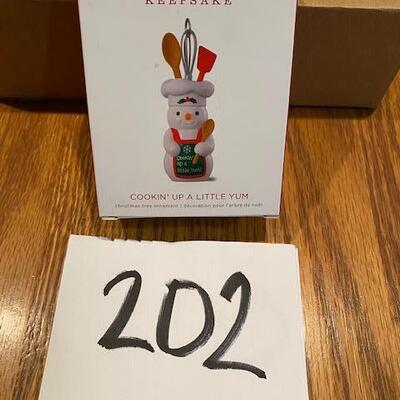 KEEPSAKE
Cookin'
up a
little Yum!
COOKIN' UP A LITTLE YUM
christmas tree ornament | décoration pour l'arbre de noël
202